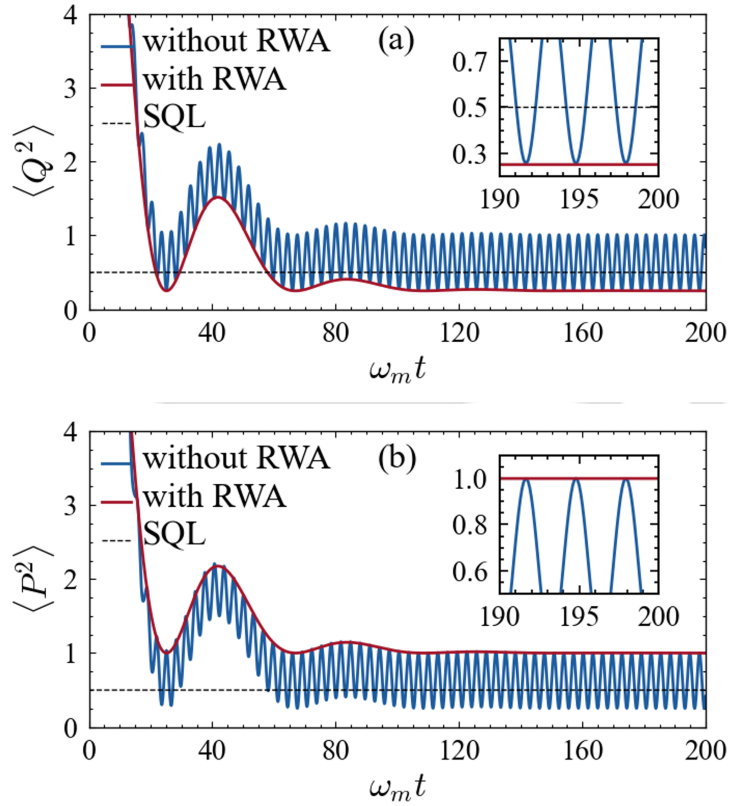 4
without RWA (a)
with RWA
SQL
3
2
1
0
⟨Q²⟩
0.7
0.5
0.3
190 195 200
0 40 80 120 160 200
ωₘt
4
without RWA (b)
with RWA
SQL
3
2
1
0
⟨P²⟩
1.0
0.8
0.6
190 195 200
0 40 80 120 160 200
ωₘt